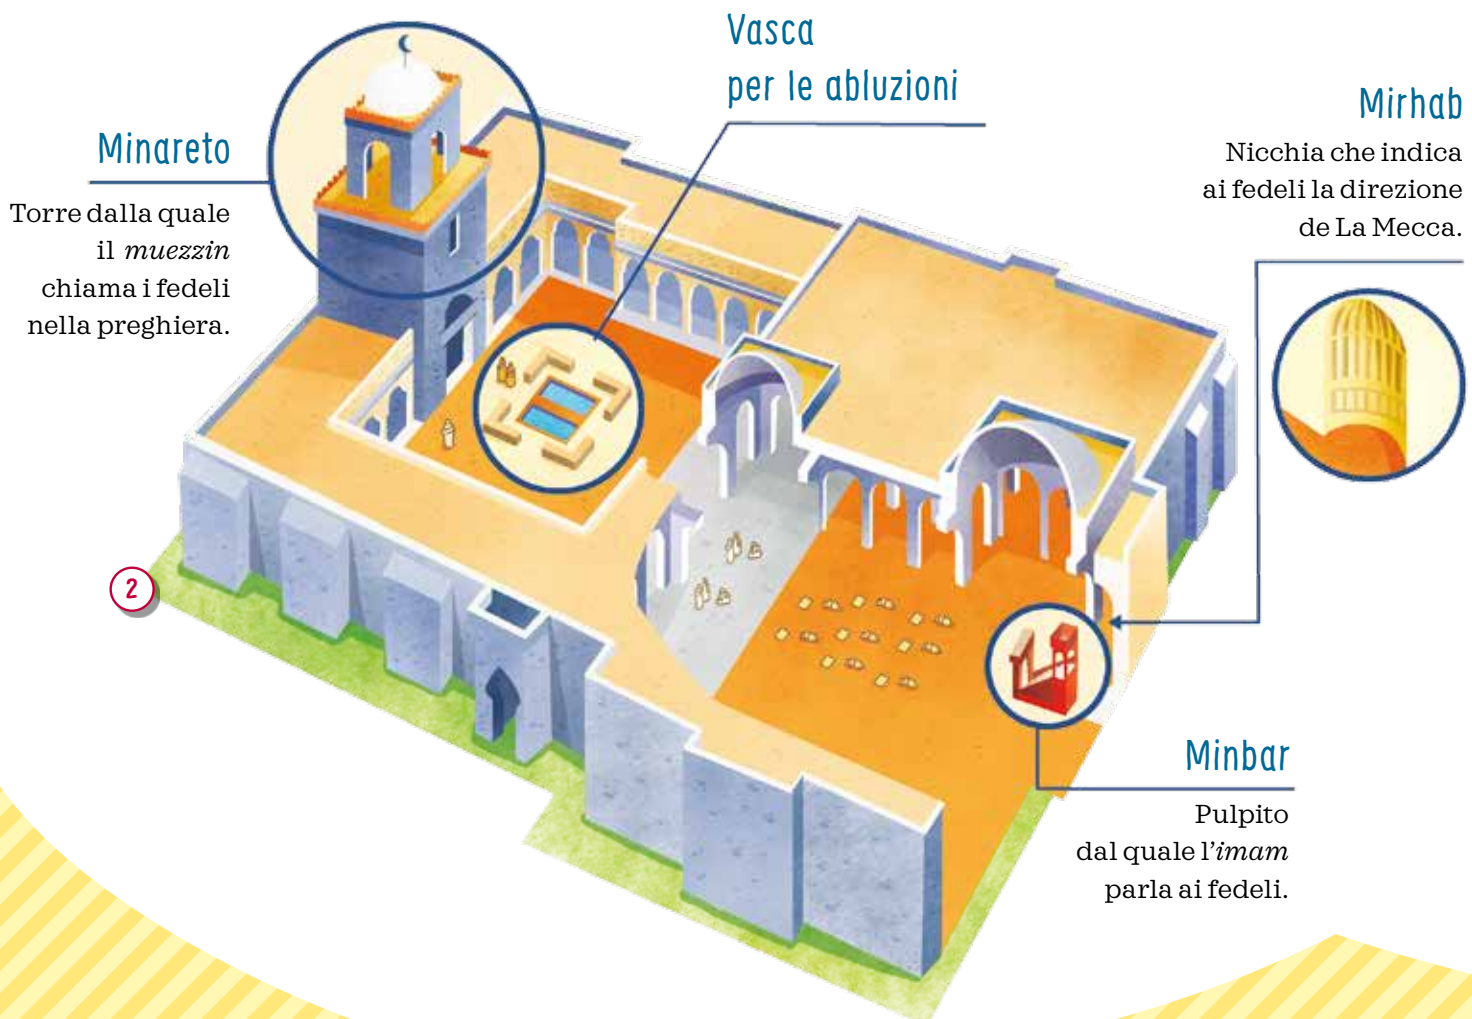 Vasca
per le abluzioni
Minareto
Torre dalla quale
il muezzin
chiama i fedeli
nella preghiera.
Mirhab
Nicchia che indica
ai fedeli la direzione
de La Mecca.
2
Minbar
Pulpito
dal quale l'imam
parla ai fedeli.